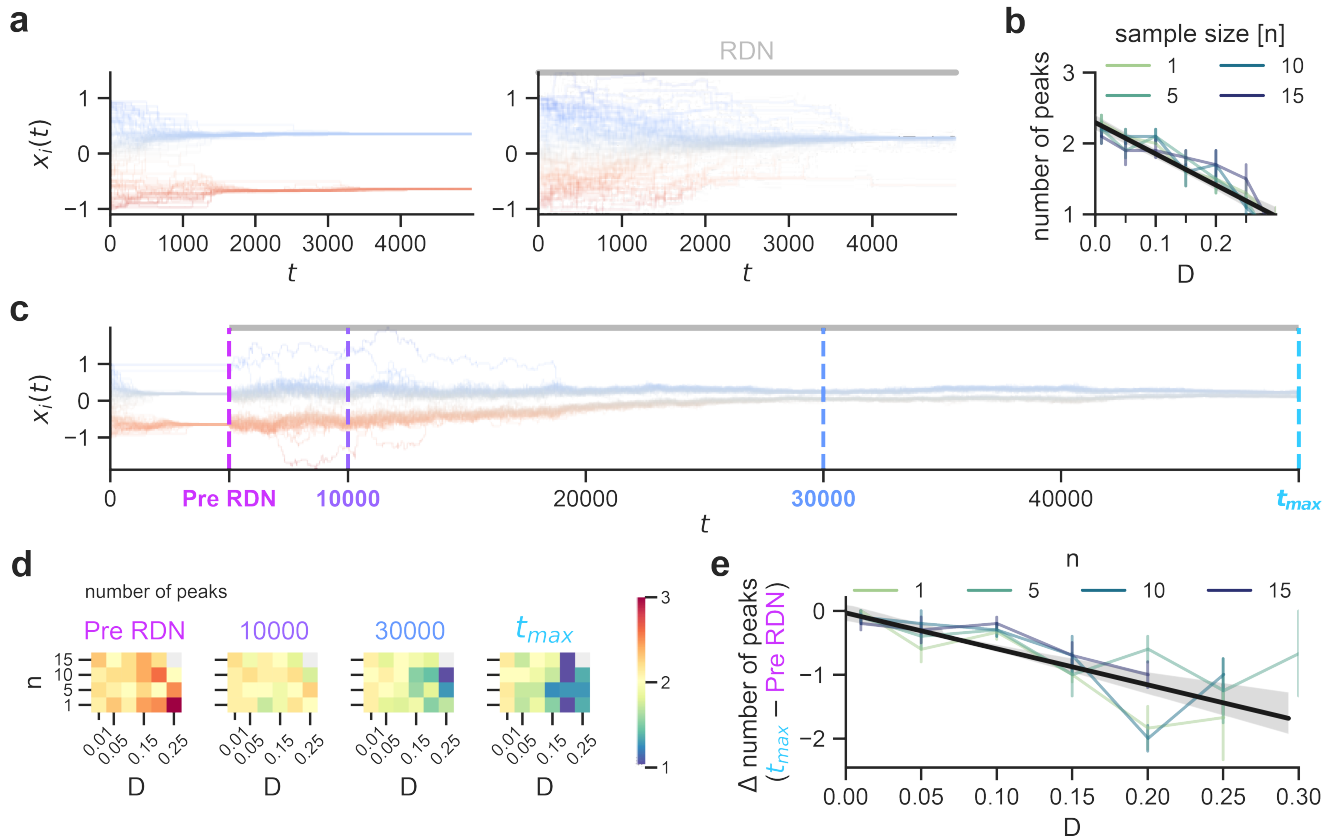 a
RDN
1
0
−1
xᵢ(t)
0 1000 2000 3000 4000
t
1
0
−1
0 1000 2000 3000 4000
t
b
sample size [n]
1 10
5 15
3
2
1
number of peaks
0.0 0.1 0.2
D
c
1
0
−1
xᵢ(t)
0 Pre RDN 10000 20000 30000 40000 tmax
t
d
number of peaks
Pre RDN 10000 30000 tmax
n
15
10
5
1
0.01 0.05 0.15 0.25
0.01 0.05 0.15 0.25
0.01 0.05 0.15 0.25
0.01 0.05 0.15 0.25
D D D D
3
2
1
e
n
1 5 10 15
Δ number of peaks
(tmax − Pre RDN)
0
−1
−2
0.00 0.05 0.10 0.15 0.20 0.25 0.30
D